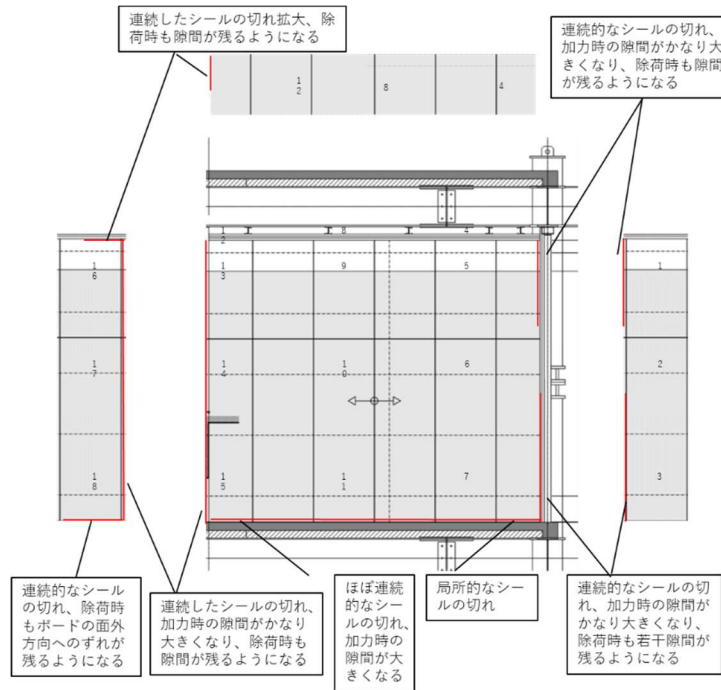 連続したシールの切れ拡大、除
荷時も隙間が残るようになる
連続的なシールの切れ、
加力時の隙間がかなり大
きくなり、除荷時も隙間
が残るようになる
12
8
4
12
8
4
16
13
9
5
1
17
14
10
6
2
18
15
11
7
3
連続的なシール
の切れ、除荷時
もボードの面外
方向へのずれが
残るようになる
連続したシールの切れ、
加力時の隙間がかなり
大きくなり、除荷時も
隙間が残るようになる
ほぼ連続
的なシー
ルの切れ、
加力時の
隙間が大
きくなる
局所的なシー
ルの切れ
連続的なシールの切
れ、加力時の隙間が
かなり大きくなり、
除荷時も若干隙間が
残るようになる